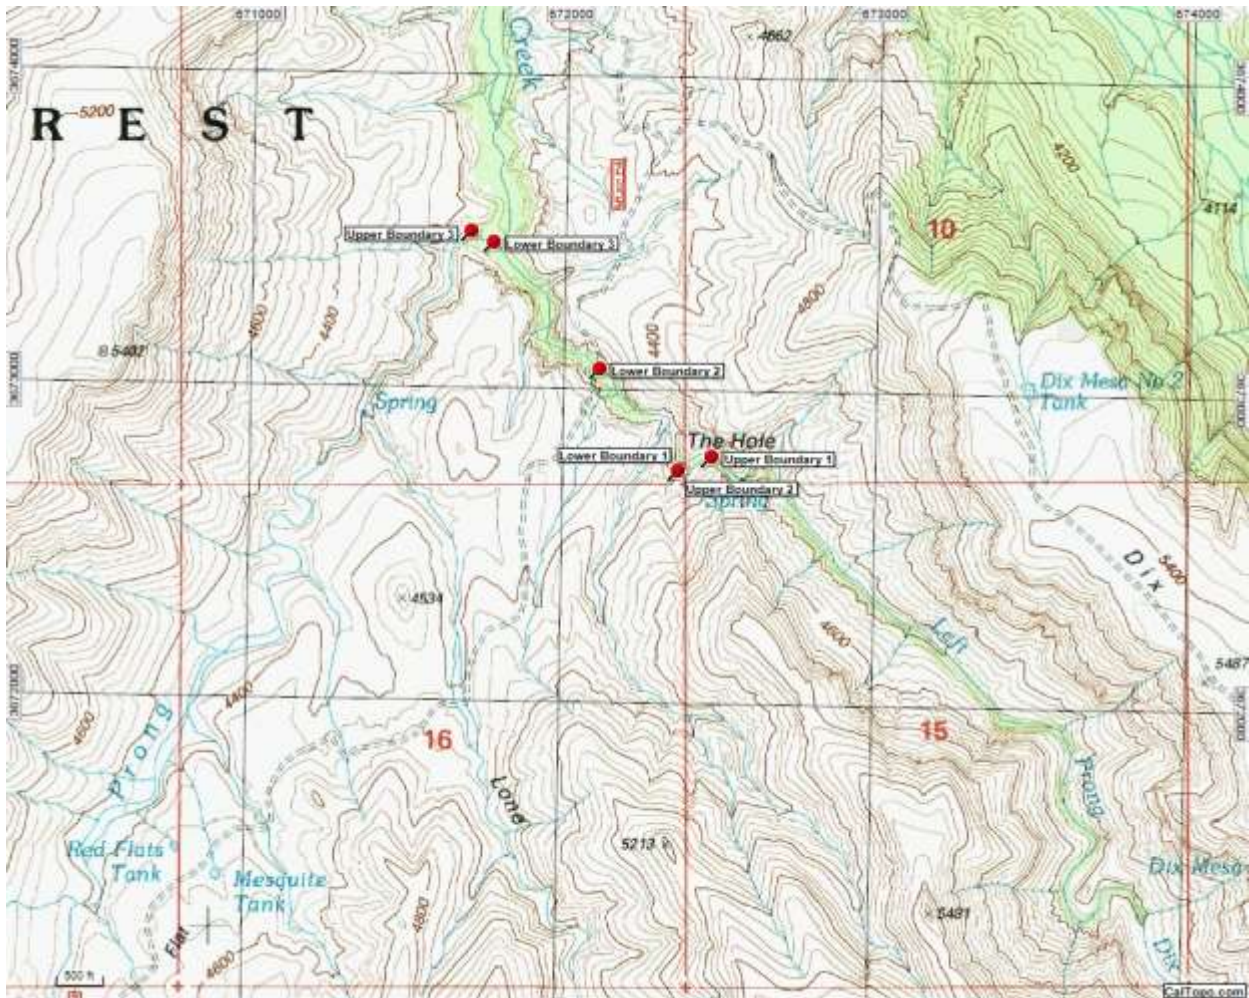 671000
672000
673000
674000
Creek
4662
R E S T
5200
4200
4114
10
Upper Boundary 3
Lower Boundary 3
4600
4400
4800
4400
5482
Lower Boundary 2
Dix Mesa No 2
Tank
Spring
The Hole
Lower Boundary 1
Upper Boundary 1
Upper Boundary 2
Spring
Dix
5400
4534
4600
Left
5487
4400
4600
Prong
16
15
Long
Prong
5213
Red Flats
Tank
Mesquite
Tank
Dix Mesa
4800
5481
Flat
4600
Dix
500 ft
CalTopo.com